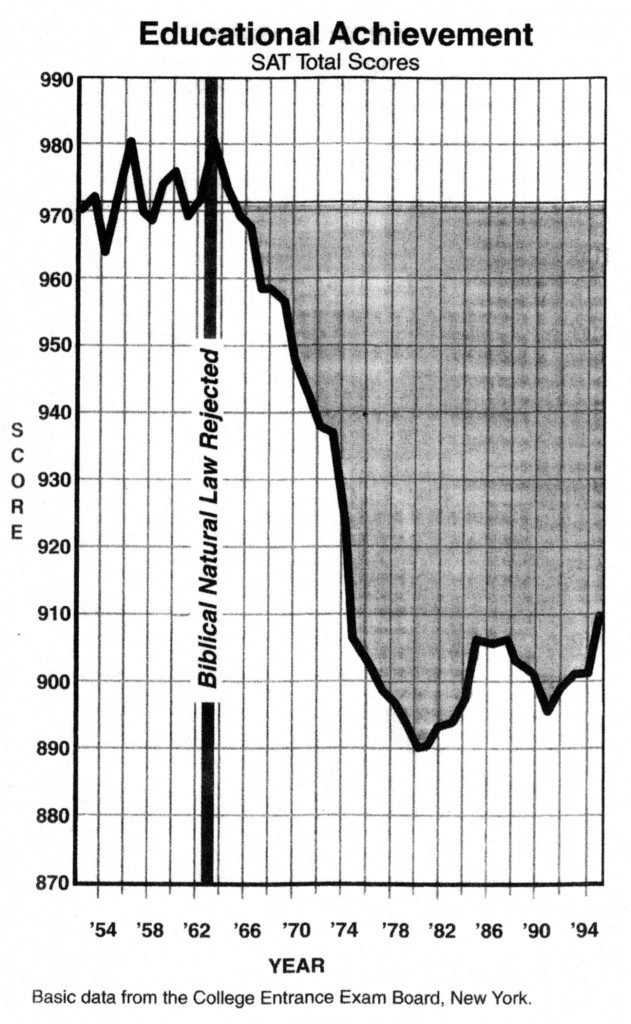 Educational Achievement
SAT Total Scores
990
980
970
960
950
940
930
920
910
900
890
880
870
SCORE
Biblical Natural Law Rejected
'54 '58 '62 '66 '70 '74 '78 '82 '86 '90 '94
YEAR
Basic data from the College Entrance Exam Board, New York.